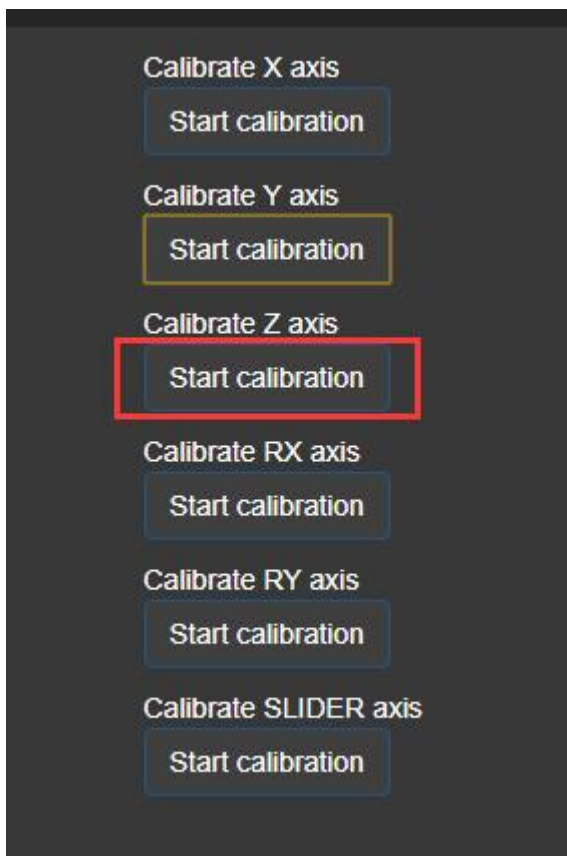 Calibrate X axis
Start calibration
Calibrate Y axis
Start calibration
Calibrate Z axis
Start calibration
Calibrate RX axis
Start calibration
Calibrate RY axis
Start calibration
Calibrate SLIDER axis
Start calibration